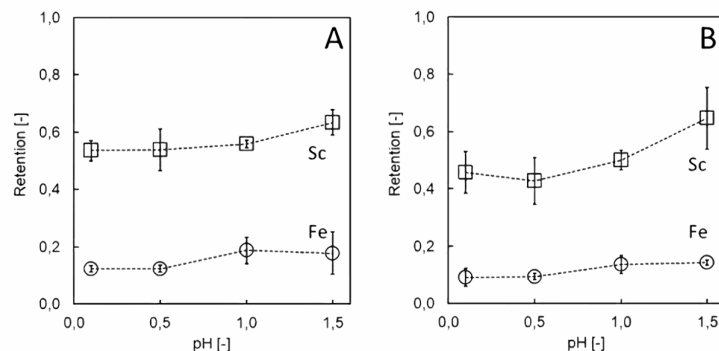 A
1,0
0,8
0,6
0,4
0,2
0,0
Retention [-]
Sc
Fe
0,0 0,5 1,0 1,5
pH [-]
B
1,0
0,8
0,6
0,4
0,2
0,0
Retention [-]
Sc
Fe
0,0 0,5 1,0 1,5
pH [-]